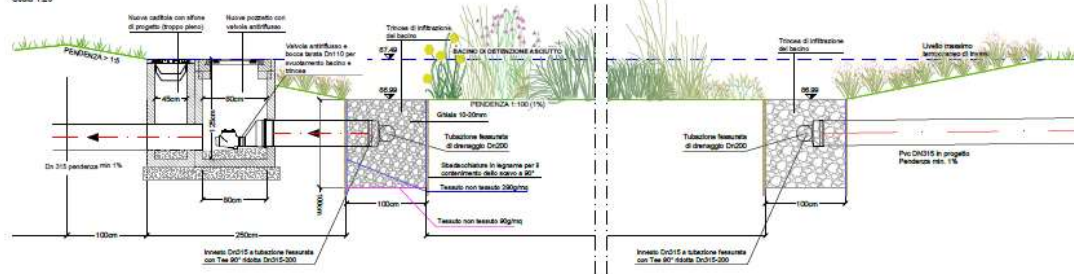 Nuova caditoia con sifone
di progetto (troppo pieno)
Nuovo pozzetto con
valvola antiriflusso
Valvola antiriflusso e
bocca tarata Dn110 per
svuotamento bacino e
trincea
PENDENZA > 1:5
45cm
80cm
125cm
Dn 315 pendenza min 1%
80cm
100cm
250cm
Trincea di infiltrazione
del bacino
87.49
BACINO DI DETENZIONE ASCIUTTO
86.99
PENDENZA 1:100 (1%)
Ghiaia 10-20mm
Tubazione fessurata
di drenaggio Dn200
Sbadacchiature in legname per il
contenimento dello scavo a 90°
Tessuto non tessuto 290g/mq
100cm
100cm
Tessuto non tessuto 90g/mq
Innesto Dn315 a tubazione fessurata
con Tee 90° ridotta Dn315-200
Trincea di infiltrazione
del bacino
Livello massimo
temporaneo di invaso
86.99
Tubazione fessurata
di drenaggio Dn200
Pvc DN315 in progetto
Pendenza min. 1%
100cm
Innesto Dn315 a tubazione fessurata
con Tee 90° ridotta Dn315-200